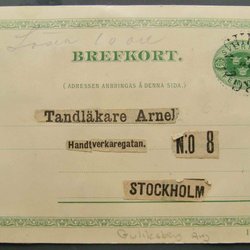 BREFKORT.
(ADRESSEN ANBRINGAS Å DENNA SIDA.)
Tandläkare Arnel
Handtverkaregatan.
N.O 8
STOCKHOLM